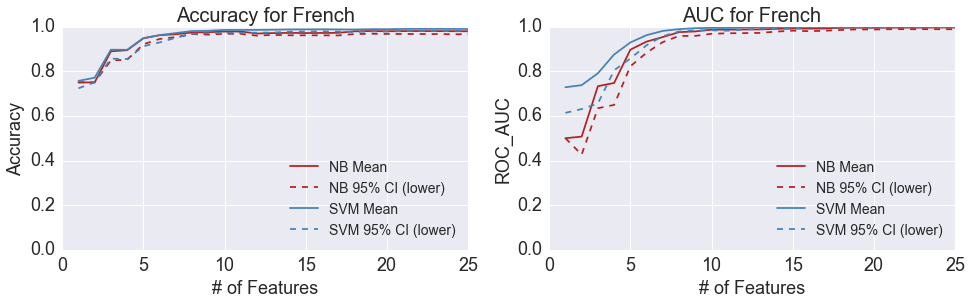 Accuracy for French
1.0
0.8
0.6
0.4
0.2
0.0
Accuracy
NB Mean
NB 95% CI (lower)
SVM Mean
SVM 95% CI (lower)
0 5 10 15 20 25
# of Features
AUC for French
1.0
0.8
0.6
0.4
0.2
0.0
ROC_AUC
NB Mean
NB 95% CI (lower)
SVM Mean
SVM 95% CI (lower)
0 5 10 15 20 25
# of Features